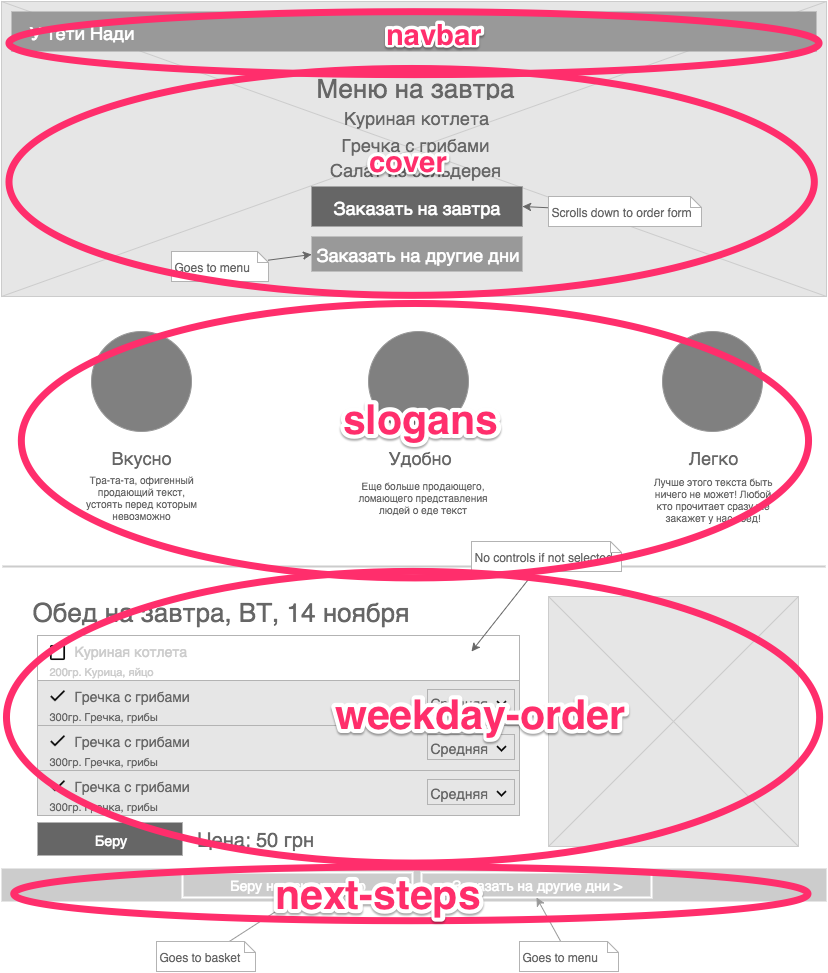 У Тети Нади
navbar
Меню на завтра
Куриная котлета
Гречка с грибами
cover
Салат из сельдерея
Заказать на завтра
Scrolls down to order form
Заказать на другие дни
Goes to menu
slogans
Вкусно
Тра-та-та, офигенный
продающий текст,
устоять перед которым
невозможно
Удобно
Еще больше продающего,
ломающего представления
людей о еде текст
Легко
Лучше этого текста быть
ничего не может! Любой
кто прочитает сразу же
закажет у нас обед!
No controls if not selected
Обед на завтра, ВТ, 14 ноября
Куриная котлета
200гр. Курица, яйцо
Гречка с грибами
300гр. Гречка, грибы
Средняя
weekday-order
Гречка с грибами
300гр. Гречка, грибы
Средняя
Гречка с грибами
300гр. Гречка, грибы
Средняя
Беру
Цена: 50 грн
Беру
Заказать на другие дни >
next-steps
Goes to basket
Goes to menu